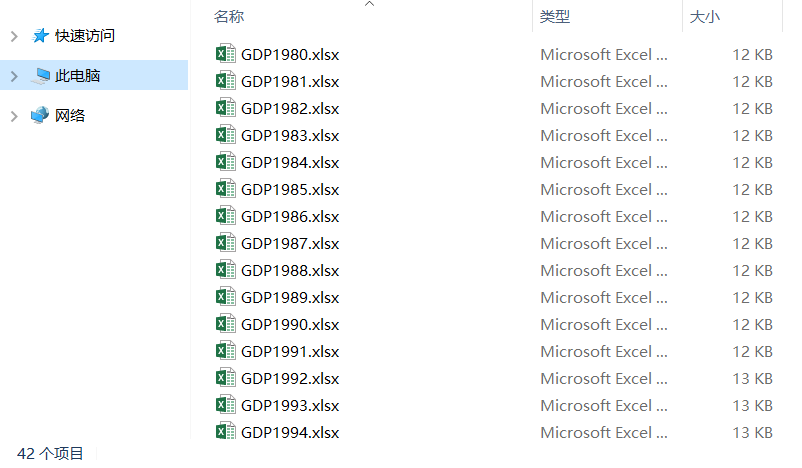 名称 类型 大小
快速访问
此电脑
网络
GDP1980.xlsx Microsoft Excel ... 12 KB
GDP1981.xlsx Microsoft Excel ... 12 KB
GDP1982.xlsx Microsoft Excel ... 12 KB
GDP1983.xlsx Microsoft Excel ... 12 KB
GDP1984.xlsx Microsoft Excel ... 12 KB
GDP1985.xlsx Microsoft Excel ... 12 KB
GDP1986.xlsx Microsoft Excel ... 12 KB
GDP1987.xlsx Microsoft Excel ... 12 KB
GDP1988.xlsx Microsoft Excel ... 12 KB
GDP1989.xlsx Microsoft Excel ... 12 KB
GDP1990.xlsx Microsoft Excel ... 12 KB
GDP1991.xlsx Microsoft Excel ... 12 KB
GDP1992.xlsx Microsoft Excel ... 13 KB
GDP1993.xlsx Microsoft Excel ... 13 KB
GDP1994.xlsx Microsoft Excel ... 13 KB
42 个项目